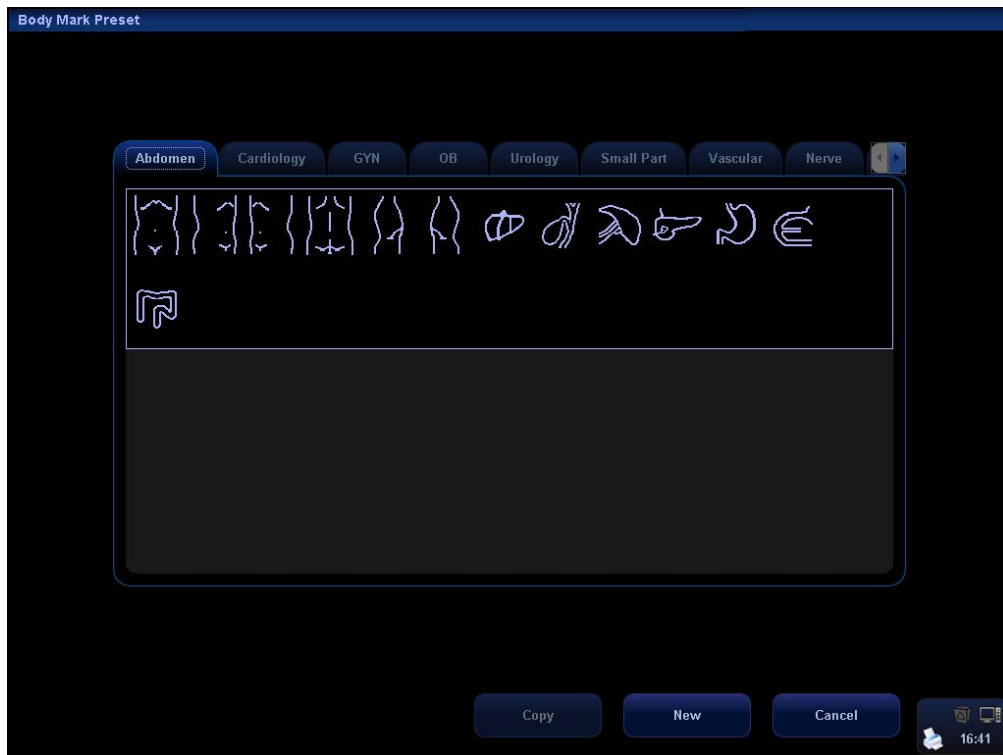 Body Mark Preset
Abdomen Cardiology GYN OB Urology Small Part Vascular Nerve
Copy New Cancel
16:41